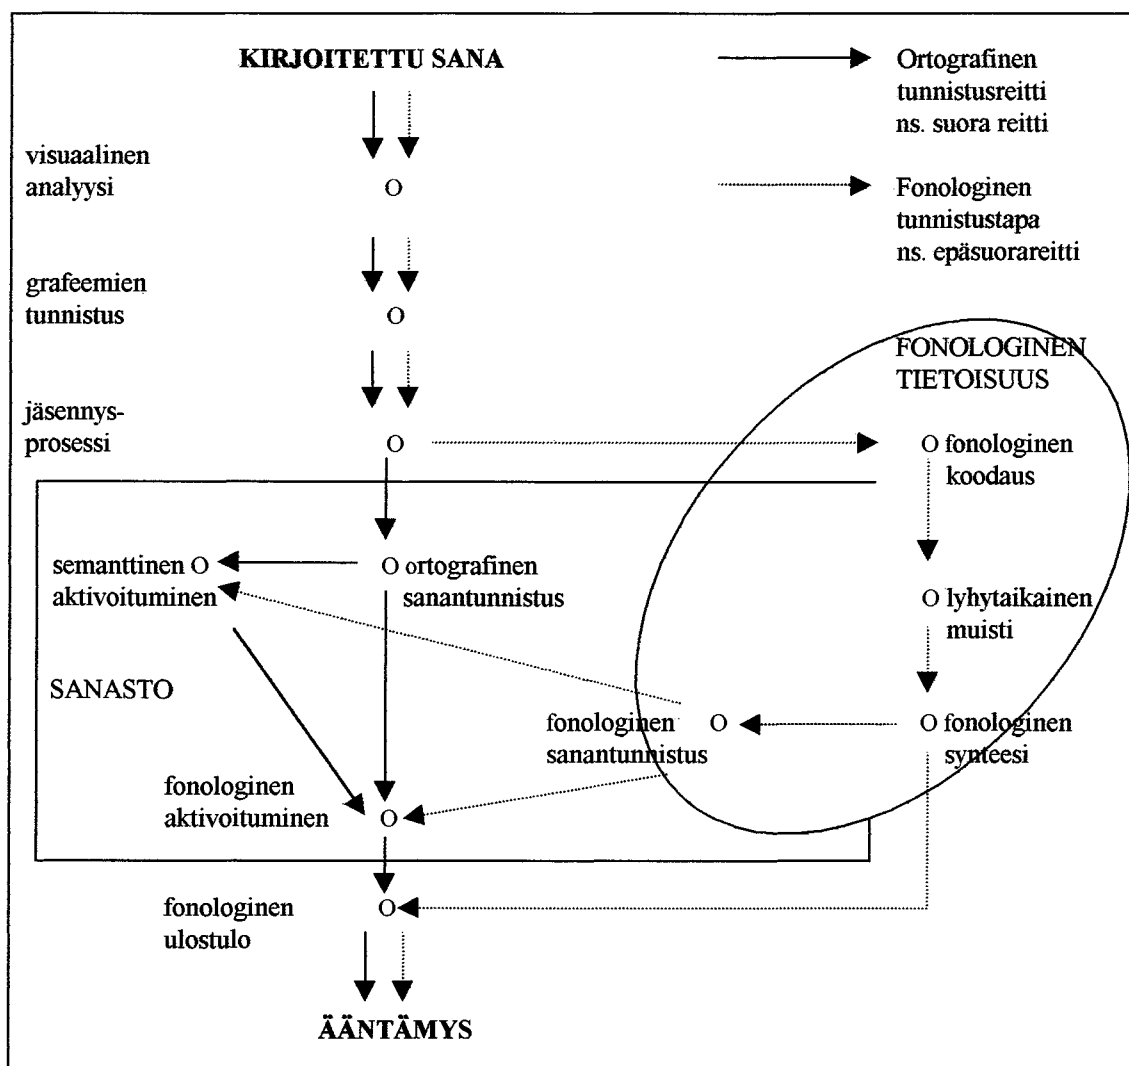 KIRJOITETTU SANA
Ortografinen
tunnistusreitti
ns. suora reitti
visuaalinen
analyysi
O
Fonologinen
tunnistustapa
ns. epäsuorareitti
grafeemien
tunnistus
O
FONOLOGINEN
TIETOISUUS
jäsennys-
prosessi
O
O fonologinen
koodaus
semanttinen O
aktivoituminen
O ortografinen
sanantunnistus
O lyhytaikainen
muisti
SANASTO
fonologinen O
sanantunnistus
O fonologinen
synteesi
fonologinen
aktivoituminen O
fonologinen O
ulostulo
ÄÄNTÄMYS